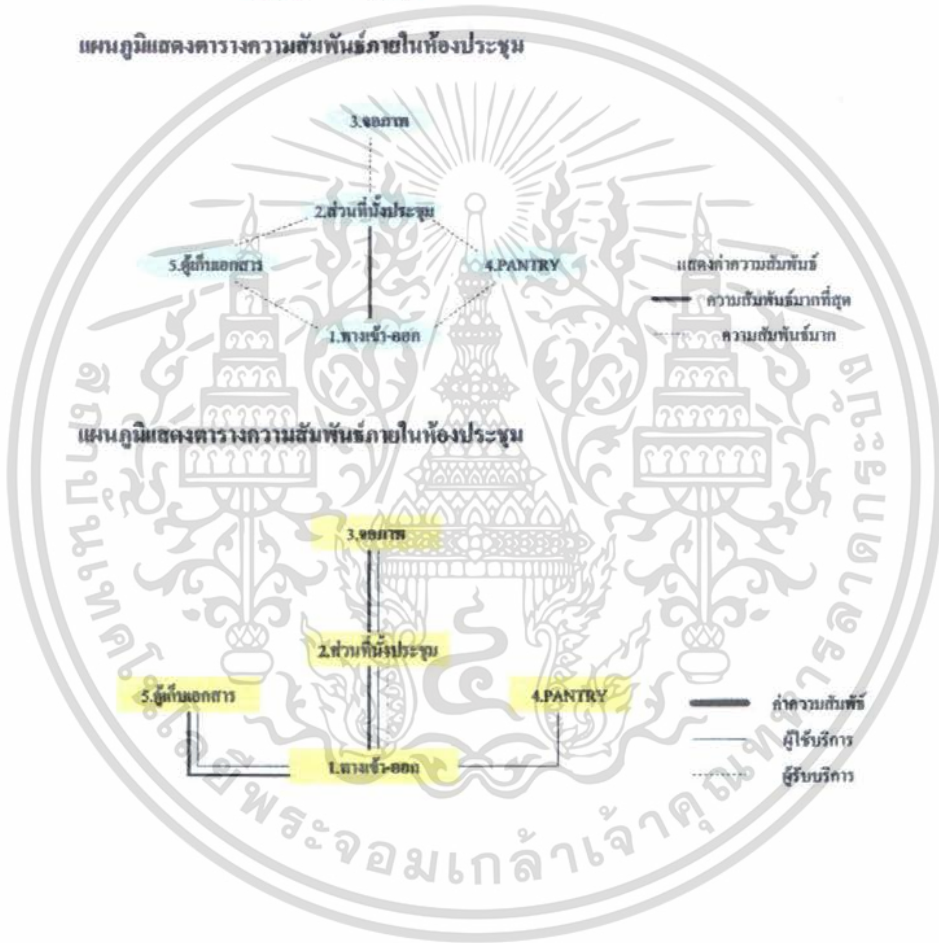 แผนภูมิแสดงตารางความสัมพันธ์ภายในห้องประชุม
3.จอภาพ
2.ส่วนที่นั่งประชุม
5.ตู้เก็บเอกสาร
4.PANTRY
1.ทางเข้า-ออก
แสดงค่าความสัมพันธ์
ความสัมพันธ์มากที่สุด
ความสัมพันธ์มาก
แผนภูมิแสดงตารางความสัมพันธ์ภายในห้องประชุม
3.จอภาพ
2.ส่วนที่นั่งประชุม
5.ตู้เก็บเอกสาร
4.PANTRY
1.ทางเข้า-ออก
ค่าความสัมพัธ์
ผู้ใช้บริการ
ผู้รับบริการ
สถาบันเทคโนโลยีพระจอมเกล้าเจ้าคุณทหารลาดกระบัง